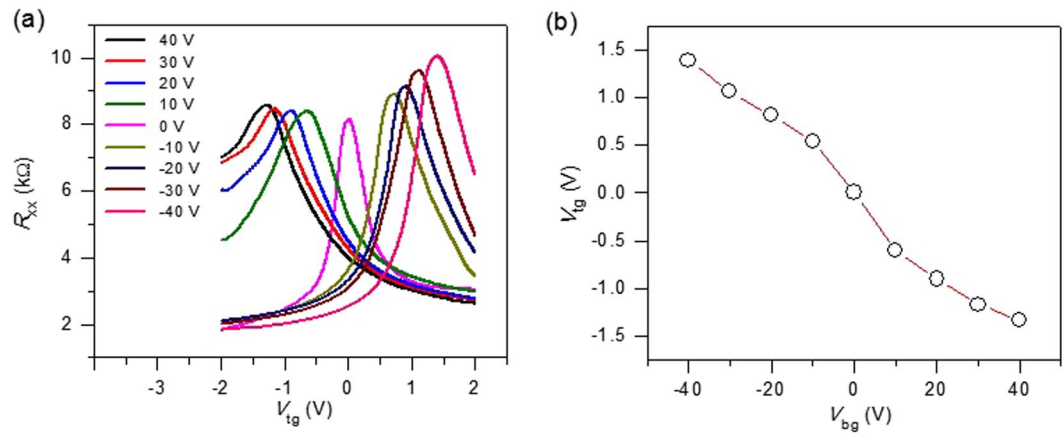 (a)
40 V
30 V
20 V
10 V
0 V
-10 V
-20 V
-30 V
-40 V
10
8
6
4
2
Rxx (kΩ)
-3 -2 -1 0 1 2
Vtg (V)
(b)
1.5
1.0
0.5
0.0
-0.5
-1.0
-1.5
Vtg (V)
-40 -20 0 20 40
Vbg (V)